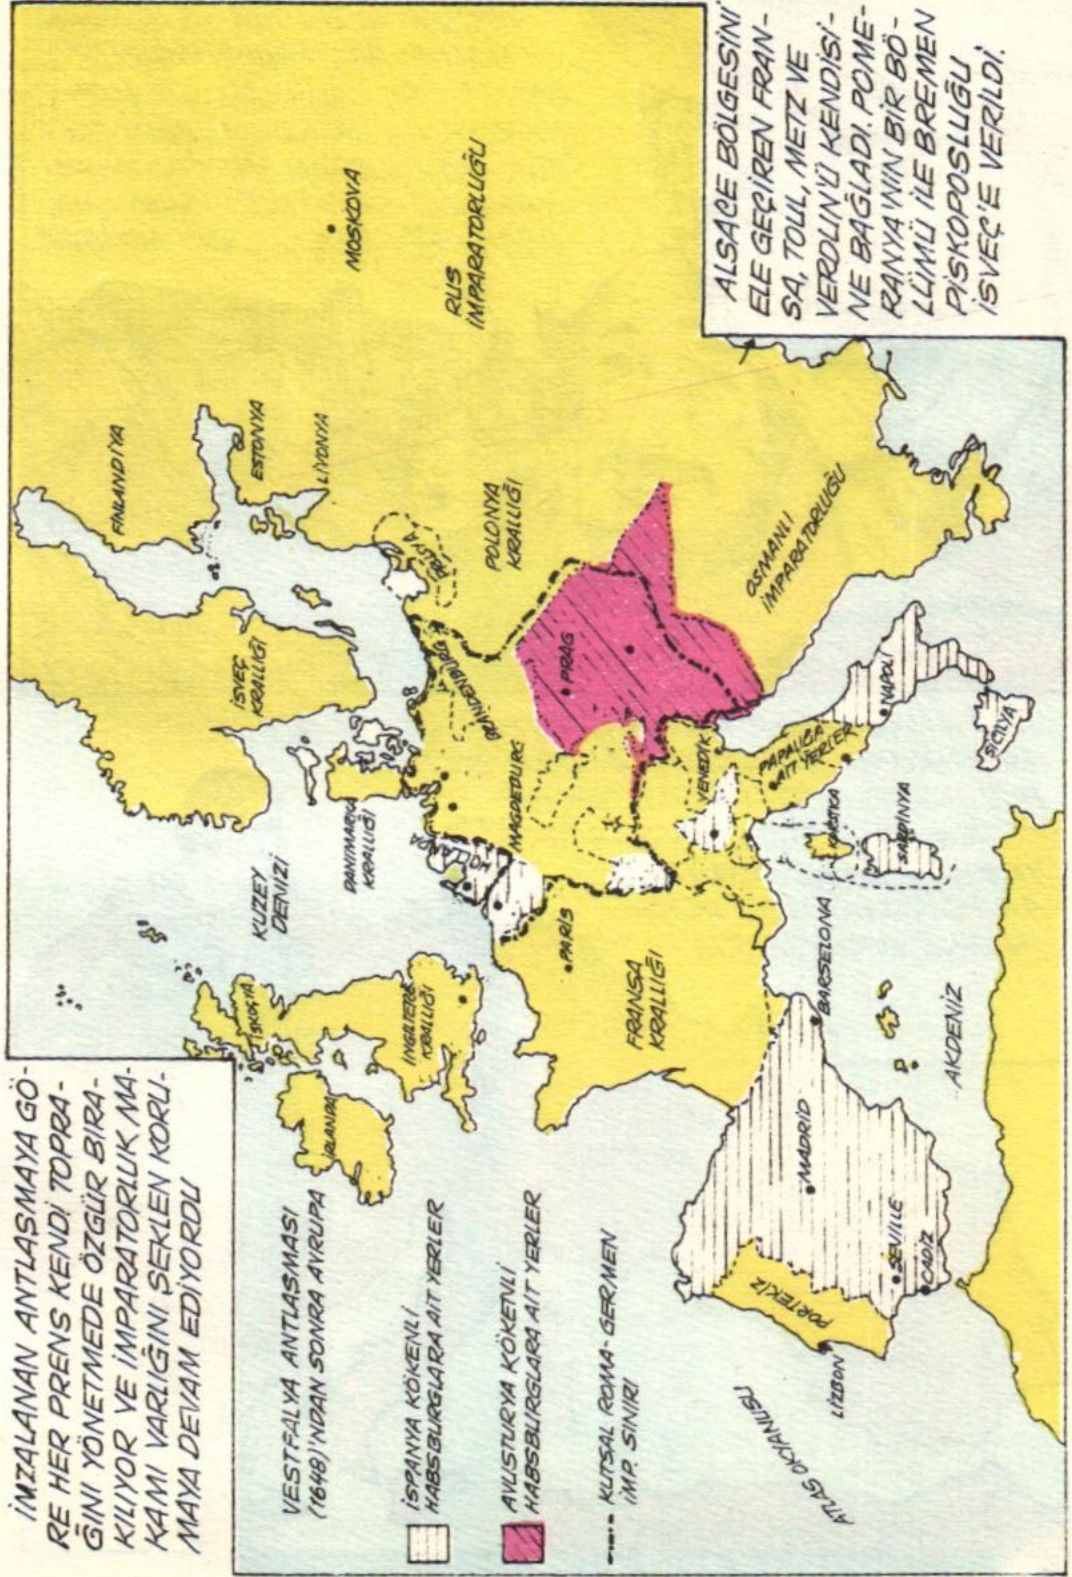 İMZALANAN ANTLAŞMAYA GÖ-
RE HER PRENS KENDİ TOPRA-
ĞINI YÖNETMEDE ÖZGÜR BIRA-
KILIYOR VE İMPARATORLUK MA-
KAMI VARLIĞINI ŞEKLEN KORU-
MAYA DEVAM EDİYORDU
VESTFALYA ANTLAŞMASI
(1648)'NDAN SONRA AVRUPA
İSPANYA KÖKENLİ
HABSBURGLARA AİT YERLER
AVUSTURYA KÖKENLİ
HABSBURGLARA AİT YERLER
KUTSAL ROMA-GERMEN
İMP. SINIRI
FİNLANDİYA
ESTONYA
LİVONYA
MOSKOVA
RUS
İMPARATORLUĞU
İSVEÇ
KRALLIĞI
KUZEY
DENİZİ
DANİMARKA
KRALLIĞI
İSKOÇYA
İRLANDA
İNGİLTERE
KRALLIĞI
HOLLANDA
MAGDEBURG
BRANDENBURG
PRUSYA
POLONYA
KRALLIĞI
PRAG
PARİS
FRANSA
KRALLIĞI
VENEDİK
PAPALIĞA
AİT YERLER
NAPOLİ
SİCİLYA
KORSİKA
SARDİNYA
OSMANLI
İMPARATORLUĞU
BARSELONA
MADRİD
SEVİLLE
CADİZ
PORTEKİZ
LİZBON
ATLAS OKYANUSU
AKDENİZ
ALSACE BÖLGESİNİ
ELE GEÇİREN FRAN-
SA, TOUL, METZ VE
VERDUN'Ü KENDİSİ-
NE BAĞLADI. POME-
RANYA'NIN BİR BÖ-
LÜMÜ İLE BREMEN
PİSKOPOSLUĞU
İSVEÇ'E VERİLDİ.